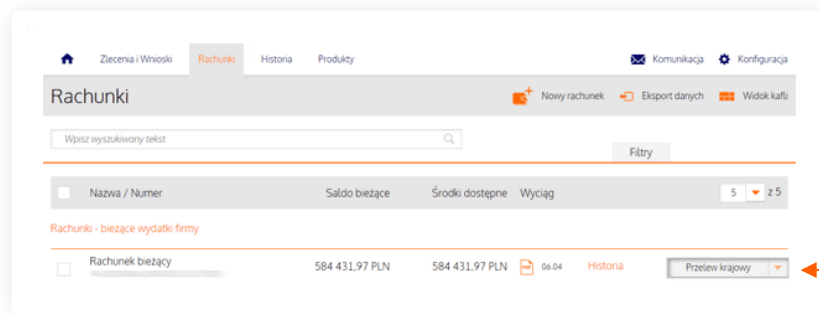 Zlecenia i Wnioski Rachunki Historia Produkty Komunikacja Konfiguracja
Rachunki Nowy rachunek Eksport danych Widok kafli
Wpisz wyszukiwany tekst
Filtry
Nazwa / Numer Saldo bieżące Środki dostępne Wyciąg 5 z 5
Rachunki - bieżące wydatki firmy
Rachunek bieżący 584 431,97 PLN 584 431,97 PLN PDF 06.04 Historia Przelew krajowy